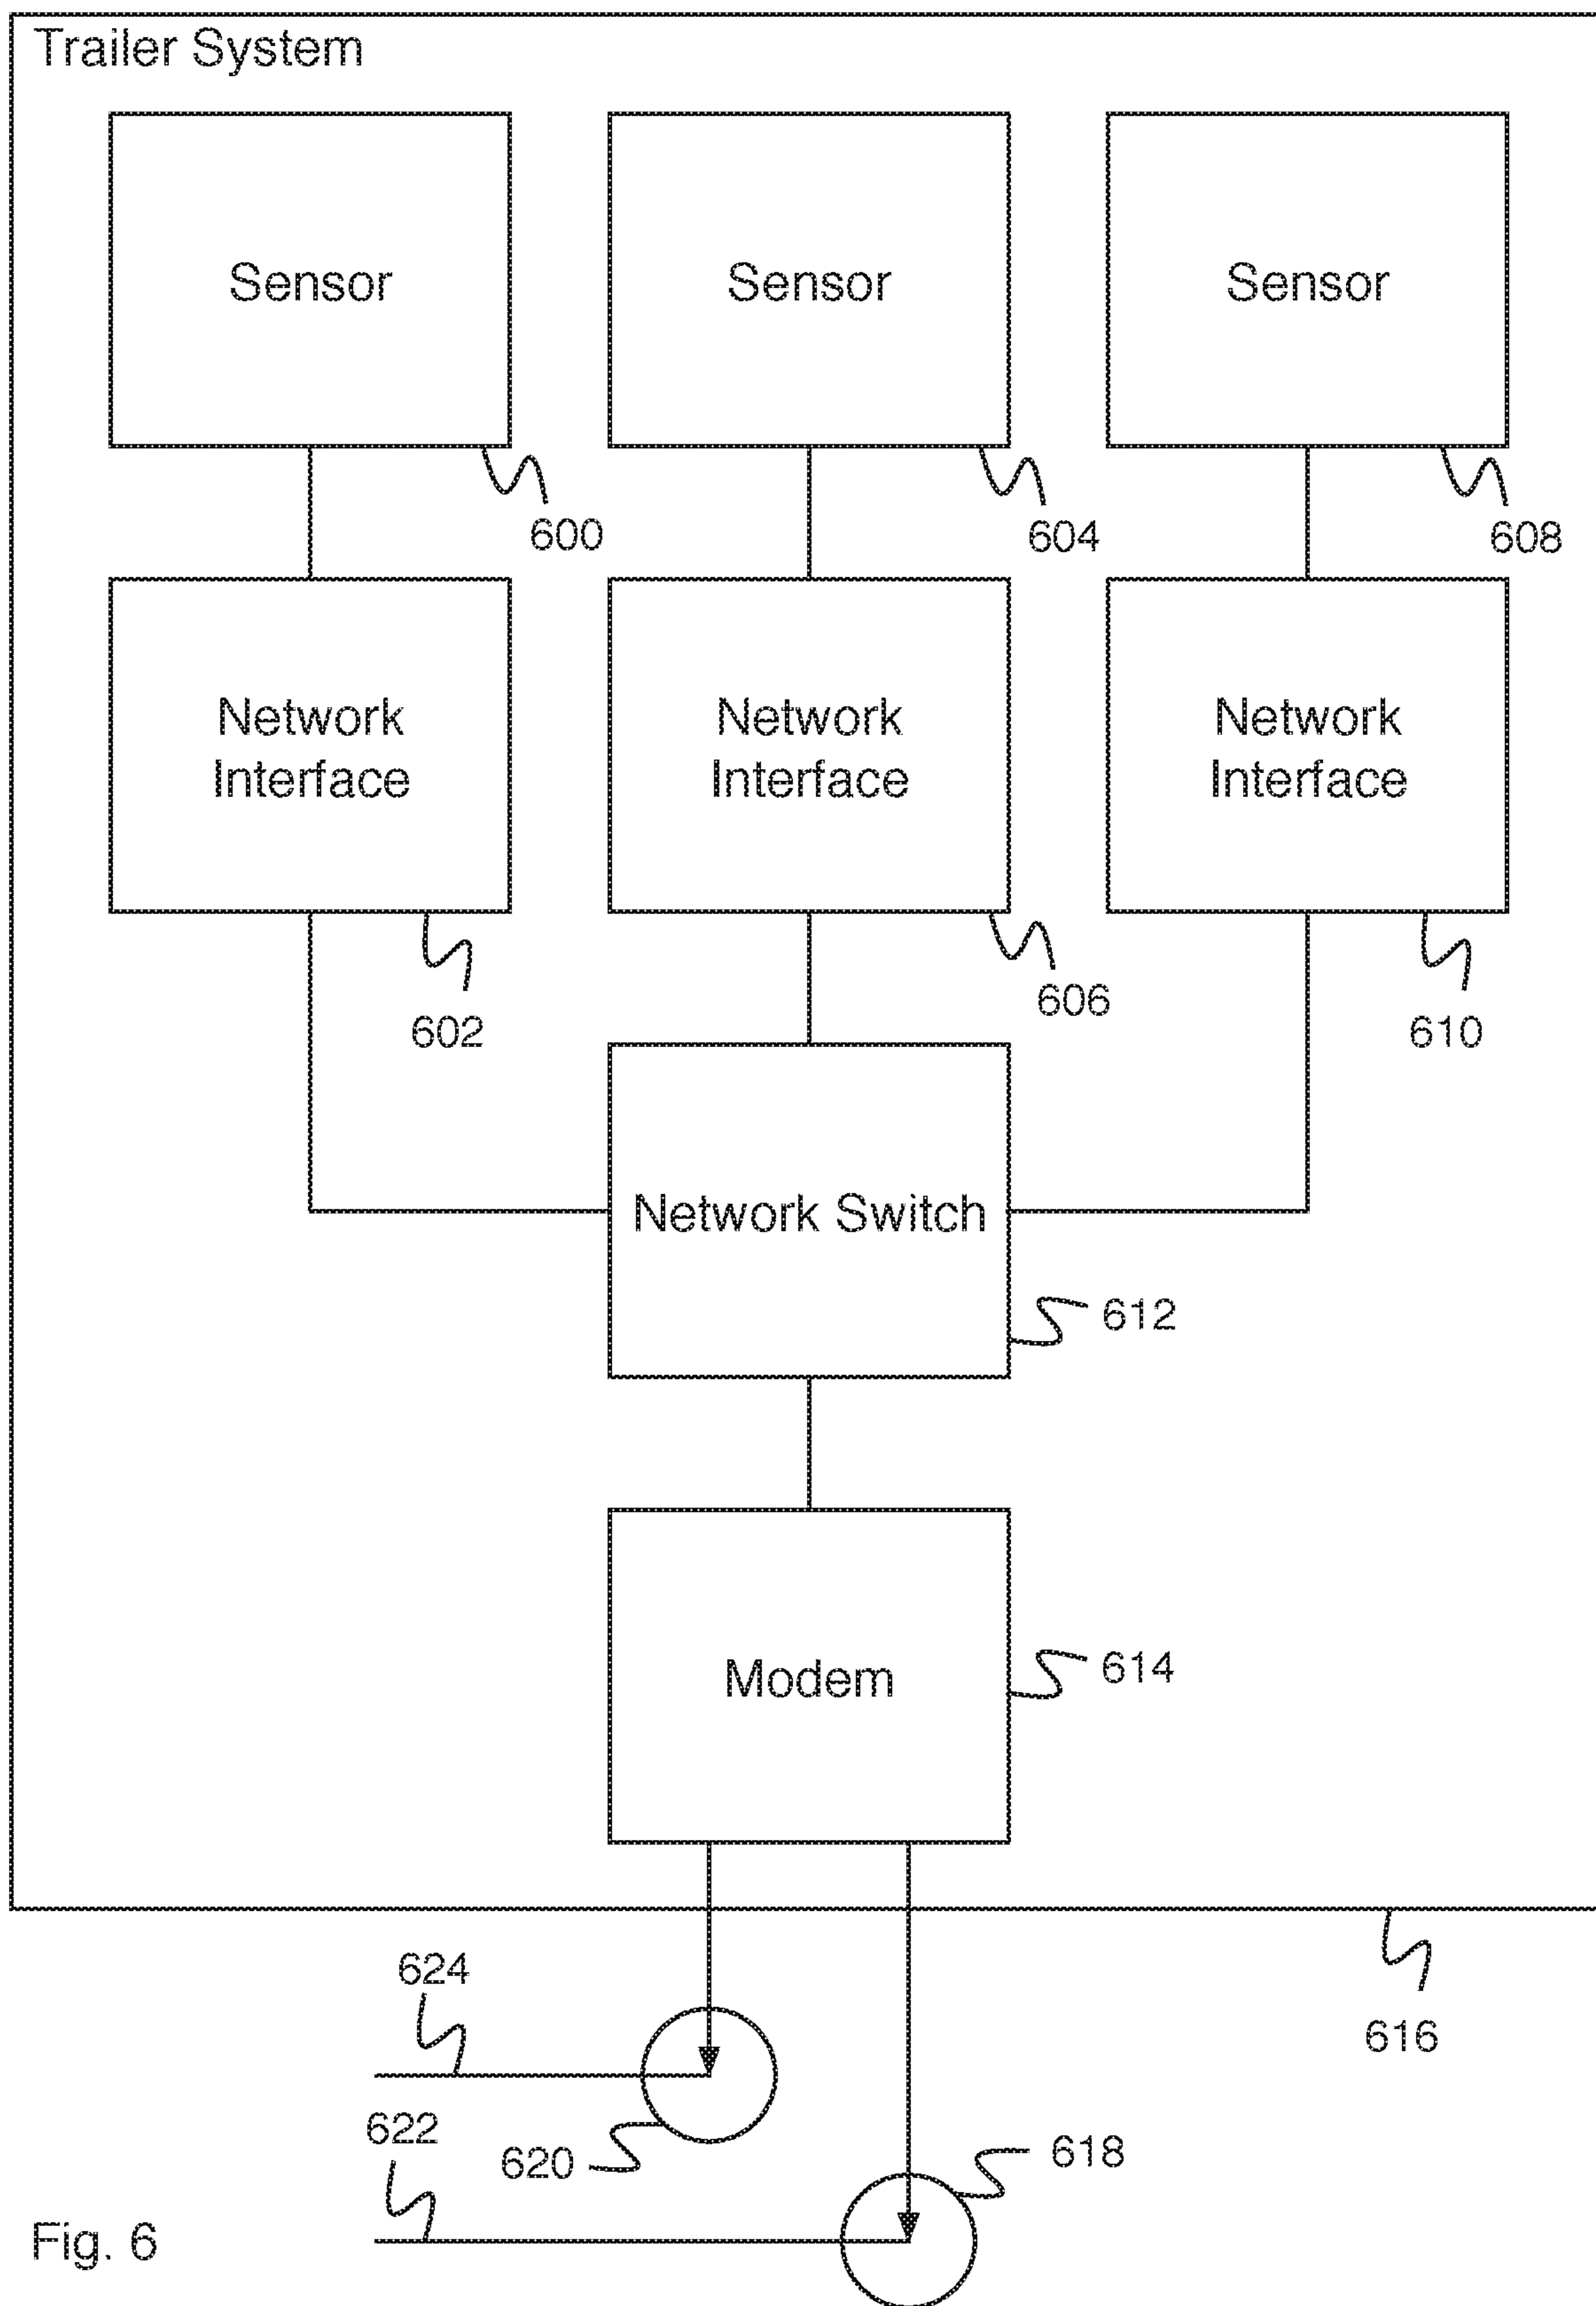 Trailer System
Sensor
Sensor
Sensor
600
604
608
Network
Interface
Network
Interface
Network
Interface
602
606
610
Network Switch
612
Modem
614
616
624
622
620
618
Fig. 6